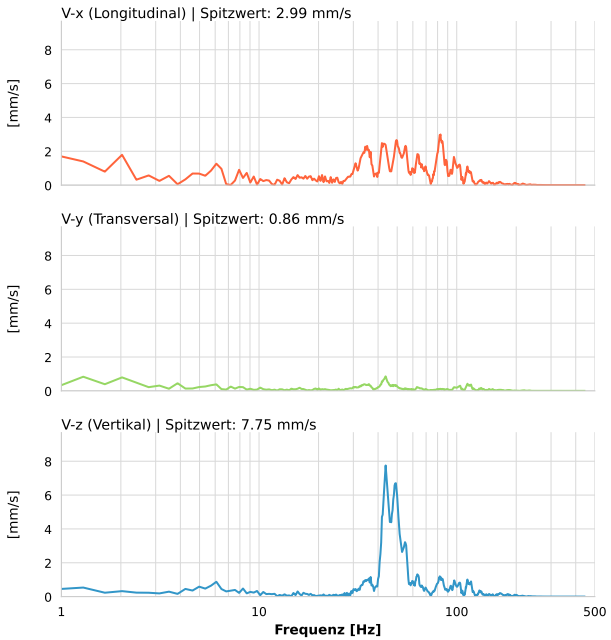 V-x (Longitudinal) | Spitzwert: 2.99 mm/s
8
6
4
2
0
[mm/s]
V-y (Transversal) | Spitzwert: 0.86 mm/s
8
6
4
2
0
[mm/s]
V-z (Vertikal) | Spitzwert: 7.75 mm/s
8
6
4
2
0
[mm/s]
1 10 100 500
Frequenz [Hz]